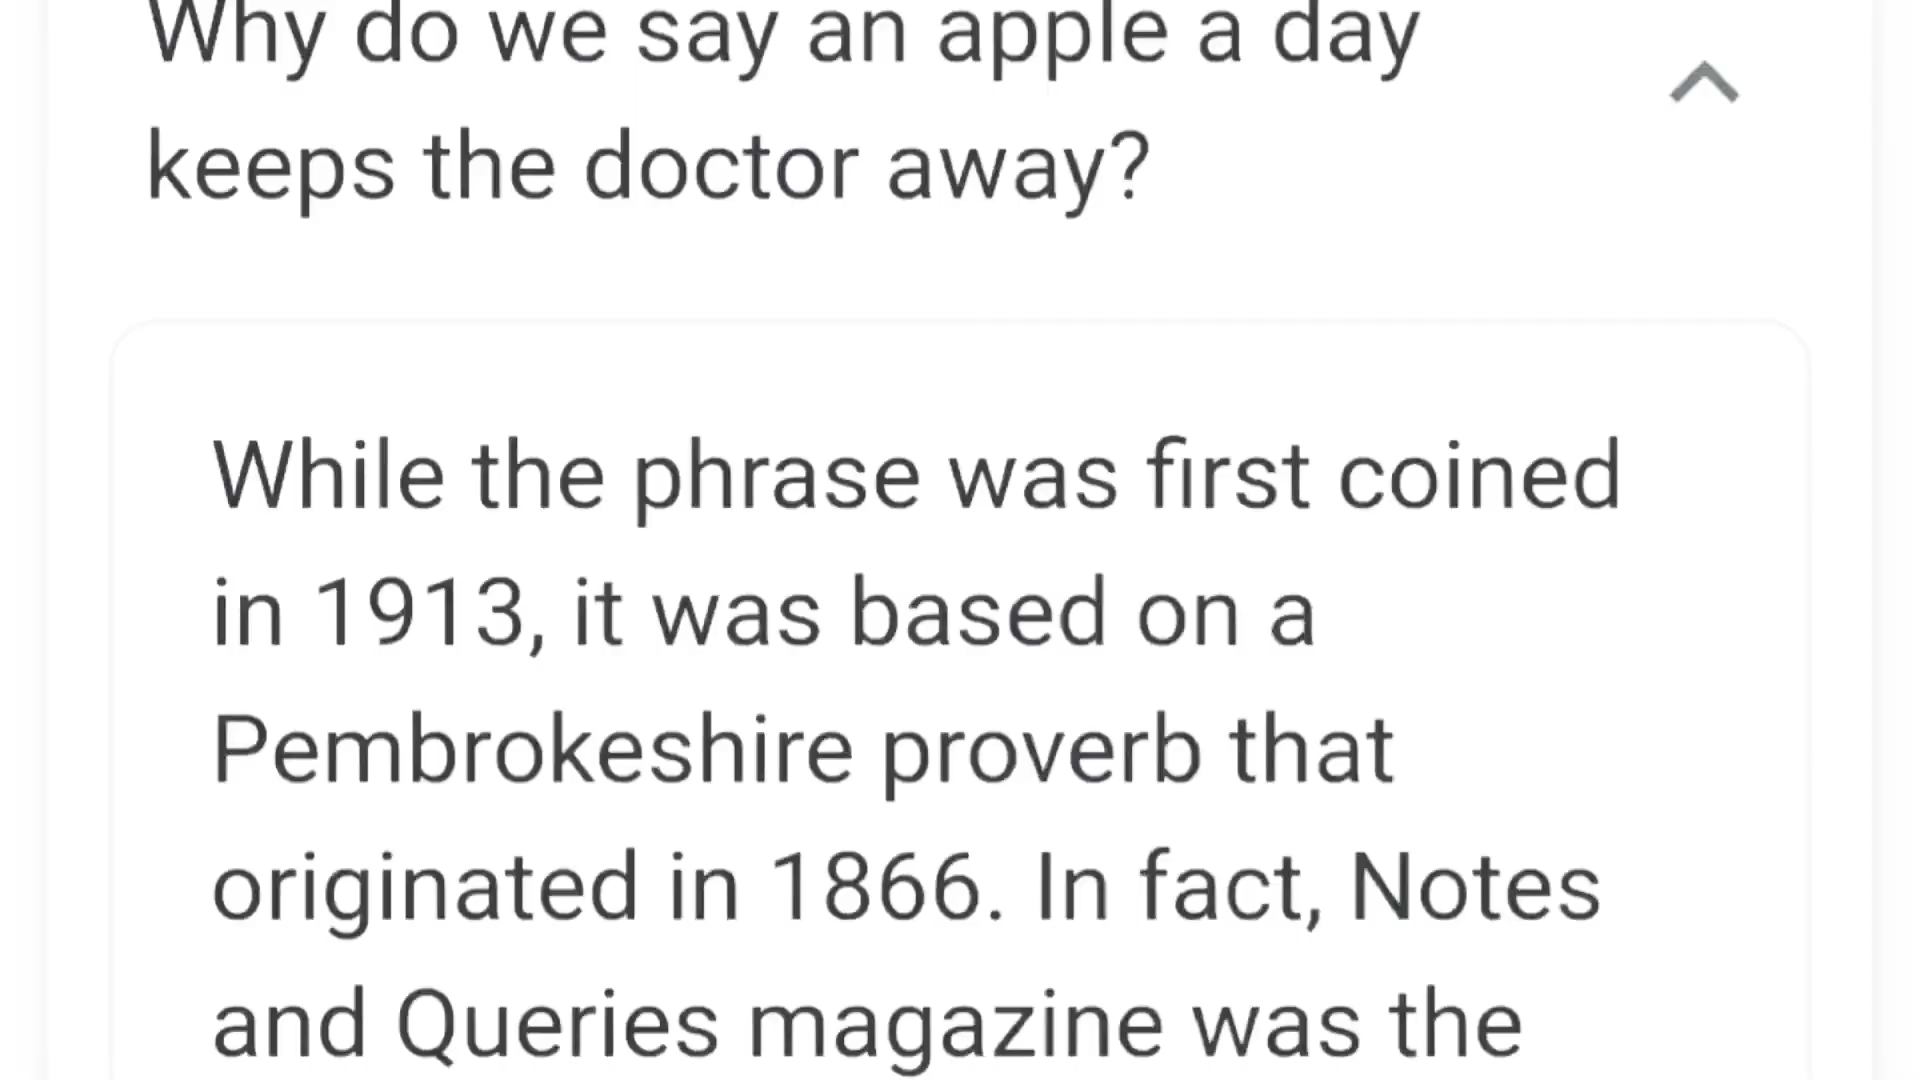 Why do we say an apple a day
keeps the doctor away?
While the phrase was first coined
in 1913, it was based on a
Pembrokeshire proverb that
originated in 1866. In fact, Notes
and Queries magazine was the